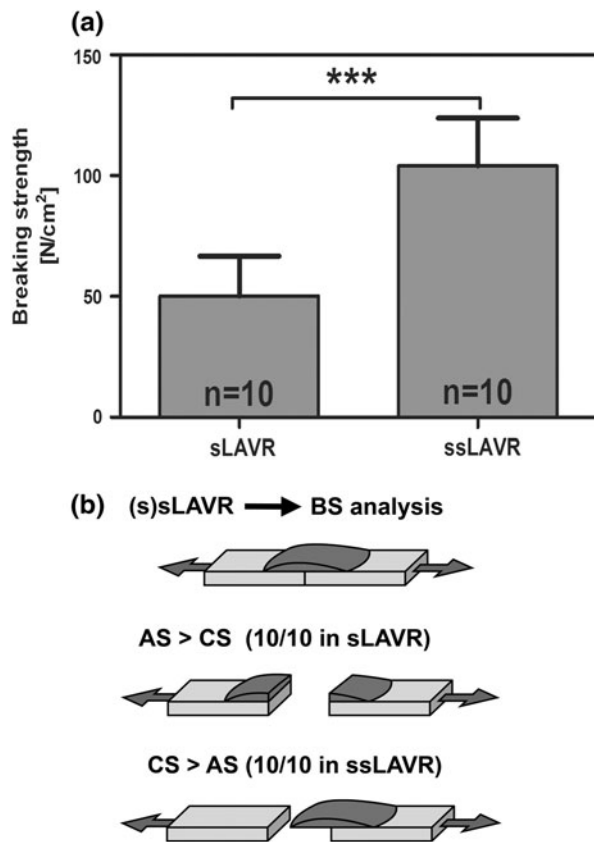 (a)
150
100
50
0
Breaking strength
[N/cm²]
***
n=10
n=10
sLAVR
ssLAVR
(b) (s)sLAVR BS analysis
AS > CS (10/10 in sLAVR)
CS > AS (10/10 in ssLAVR)